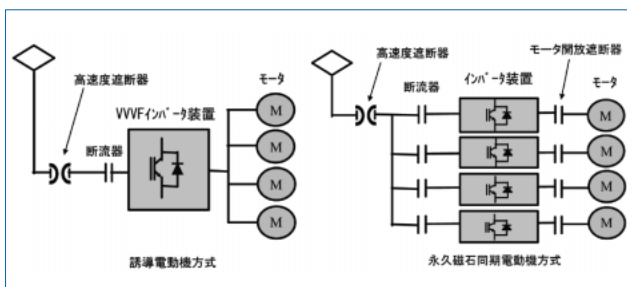 高速度遮断器
モータ
VVVFインバータ装置
断流器
M
M
M
M
誘導電動機方式
高速度遮断器
モータ開放遮断器
インバータ装置
モータ
断流器
M
M
M
M
永久磁石同期電動機方式